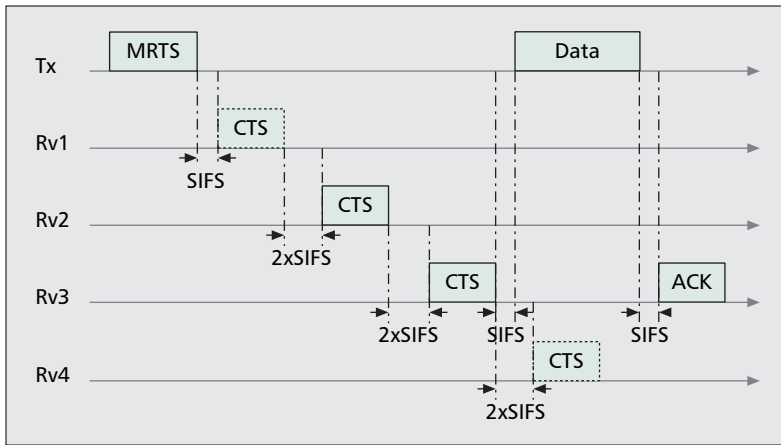 Tx MRTS Data
Rv1 CTS
SIFS
Rv2 CTS
2xSIFS
Rv3 CTS ACK
2xSIFS SIFS SIFS
Rv4 CTS
2xSIFS